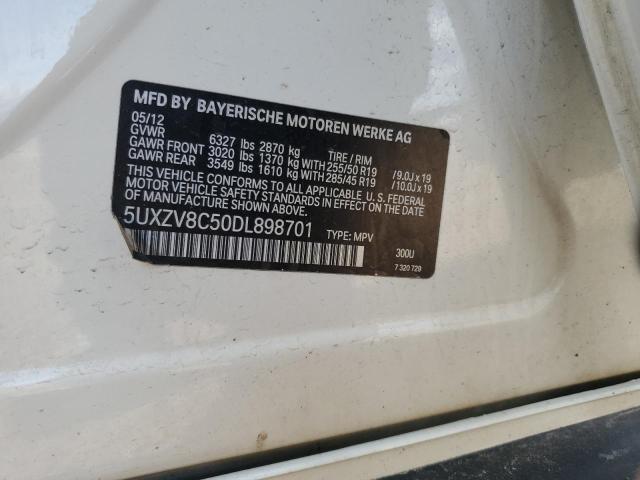 MFD BY BAYERISCHE MOTOREN WERKE AG
05/12
GVWR 6327 lbs 2870 kg TIRE / RIM
GAWR FRONT 3020 lbs 1370 kg WITH 255/50 R19 /9.0J x 19
GAWR REAR 3549 lbs 1610 kg WITH 285/45 R19 /10.0J x 19
THIS VEHICLE CONFORMS TO ALL APPLICABLE U.S. FEDERAL
MOTOR VEHICLE SAFETY STANDARDS IN EFFECT ON THE DATE
OF MANUFACTURE SHOWN ABOVE.
5UXZV8C50DL898701 TYPE: MPV
300U
7 320 729